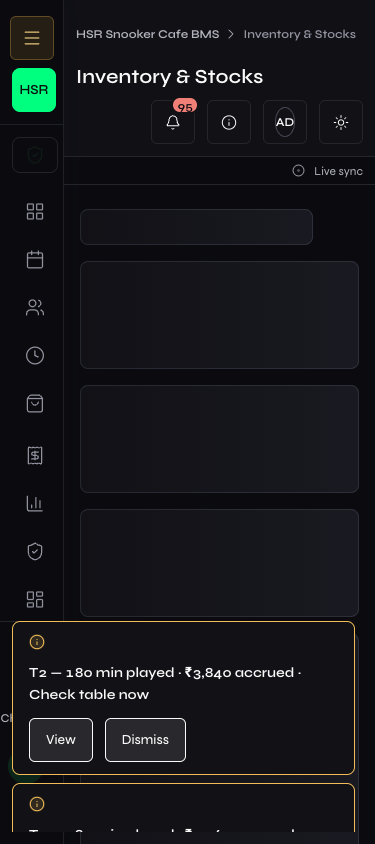 HSR Snooker Cafe BMS > Inventory & Stocks
HSR
Inventory & Stocks
95
AD
Live sync
T2 — 180 min played · ₹3,840 accrued ·
Check table now
View
Dismiss